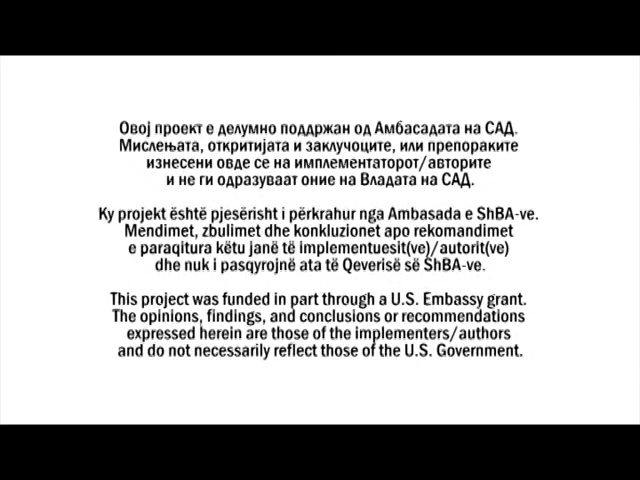 Овој проект е делумно поддржан од Амбасадата на САД.
Мислењата, откритијата и заклучоците, или препораките
изнесени овде се на имплементаторот/авторите
и не ги одразуваат оние на Владата на САД.
Ky projekt është pjesërisht i përkrahur nga Ambasada e ShBA-ve.
Mendimet, zbulimet dhe konkluzionet apo rekomandimet
e paraqitura këtu janë të implementuesit(ve)/autorit(ve)
dhe nuk i pasqyrojnë ata të Qeverisë së ShBA-ve.
This project was funded in part through a U.S. Embassy grant.
The opinions, findings, and conclusions or recommendations
expressed herein are those of the implementers/authors
and do not necessarily reflect those of the U.S. Government.